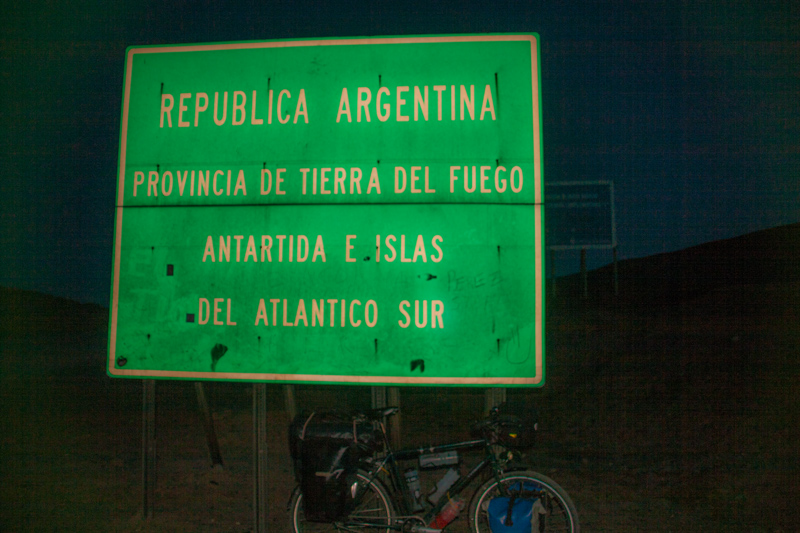 REPUBLICA ARGENTINA
PROVINCIA DE TIERRA DEL FUEGO
ANTARTIDA E ISLAS
DEL ATLANTICO SUR